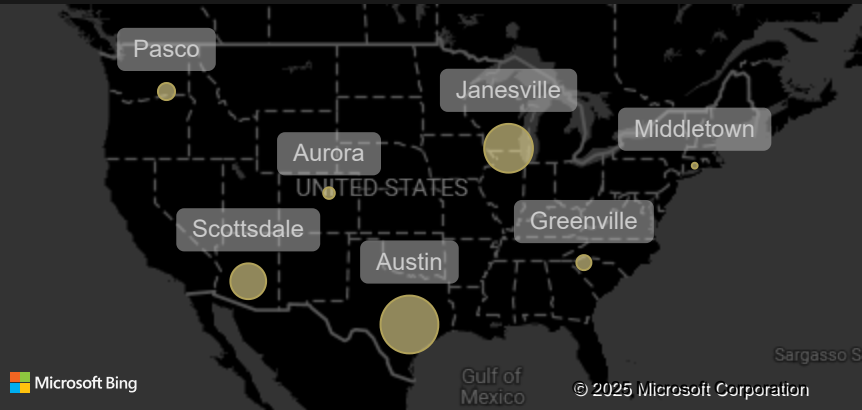 Pasco
Janesville
Middletown
Aurora
UNITED STATES
Scottsdale
Greenville
Austin
Sargasso S
Gulf of
Mexico
Microsoft Bing
© 2025 Microsoft Corporation